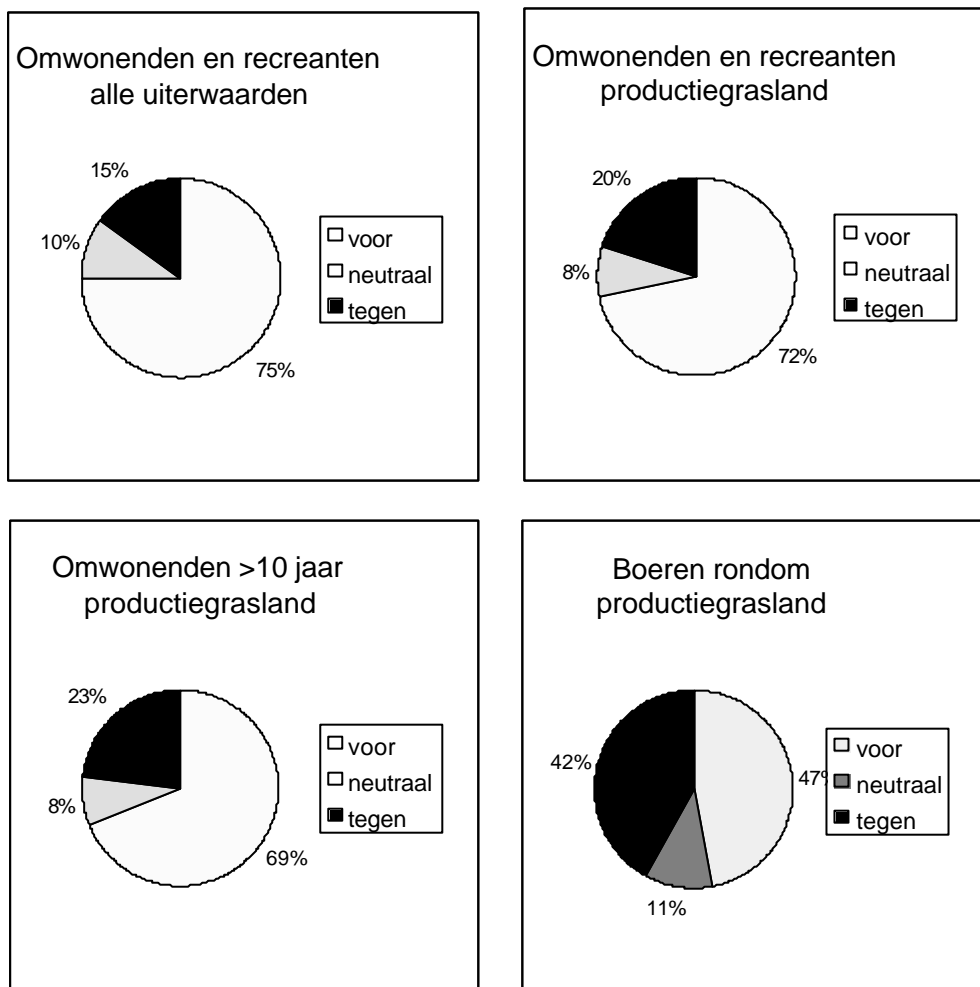 Omwonenden en recreanten
alle uiterwaarden
15%
10%
75%
voor
neutraal
tegen
Omwonenden en recreanten
productiegrasland
20%
8%
72%
voor
neutraal
tegen
Omwonenden >10 jaar
productiegrasland
23%
8%
69%
voor
neutraal
tegen
Boeren rondom
productiegrasland
42%
47%
11%
voor
neutraal
tegen